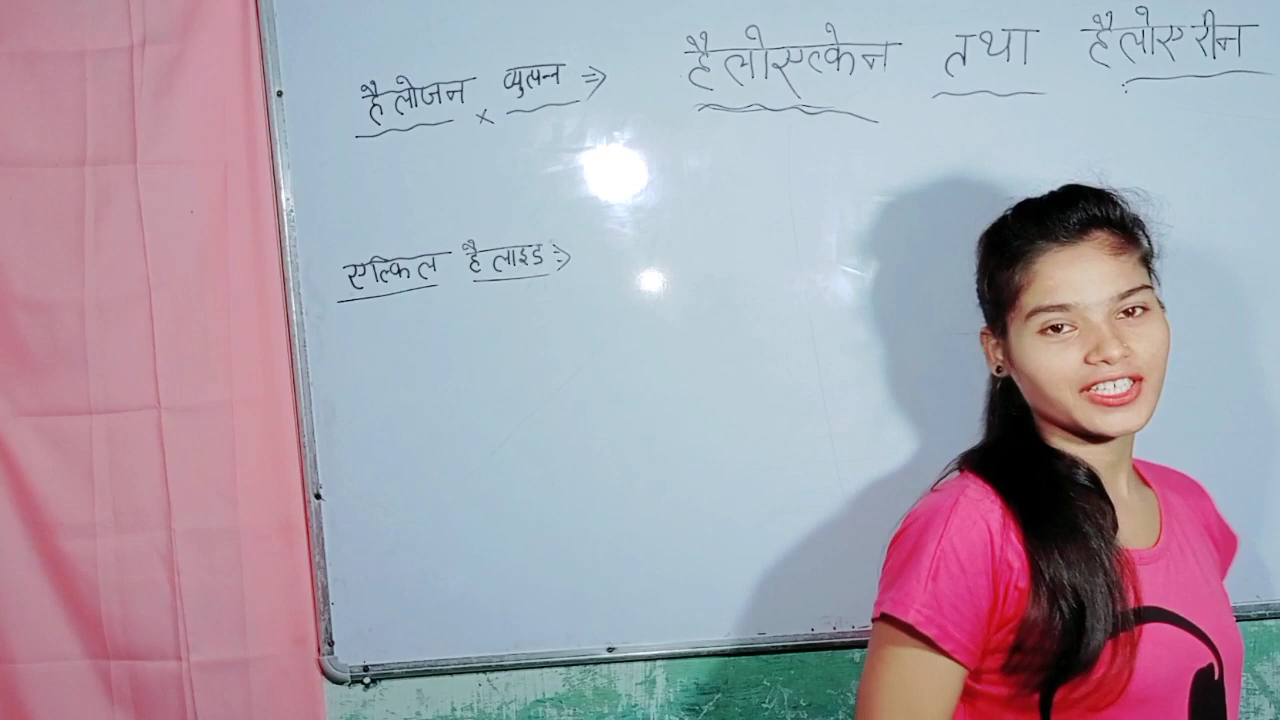 हैलोएल्केन तथा हैलोएरीन
हैलोजन व्युत्पन्न ⇒
एल्किल हैलाइड ⇒